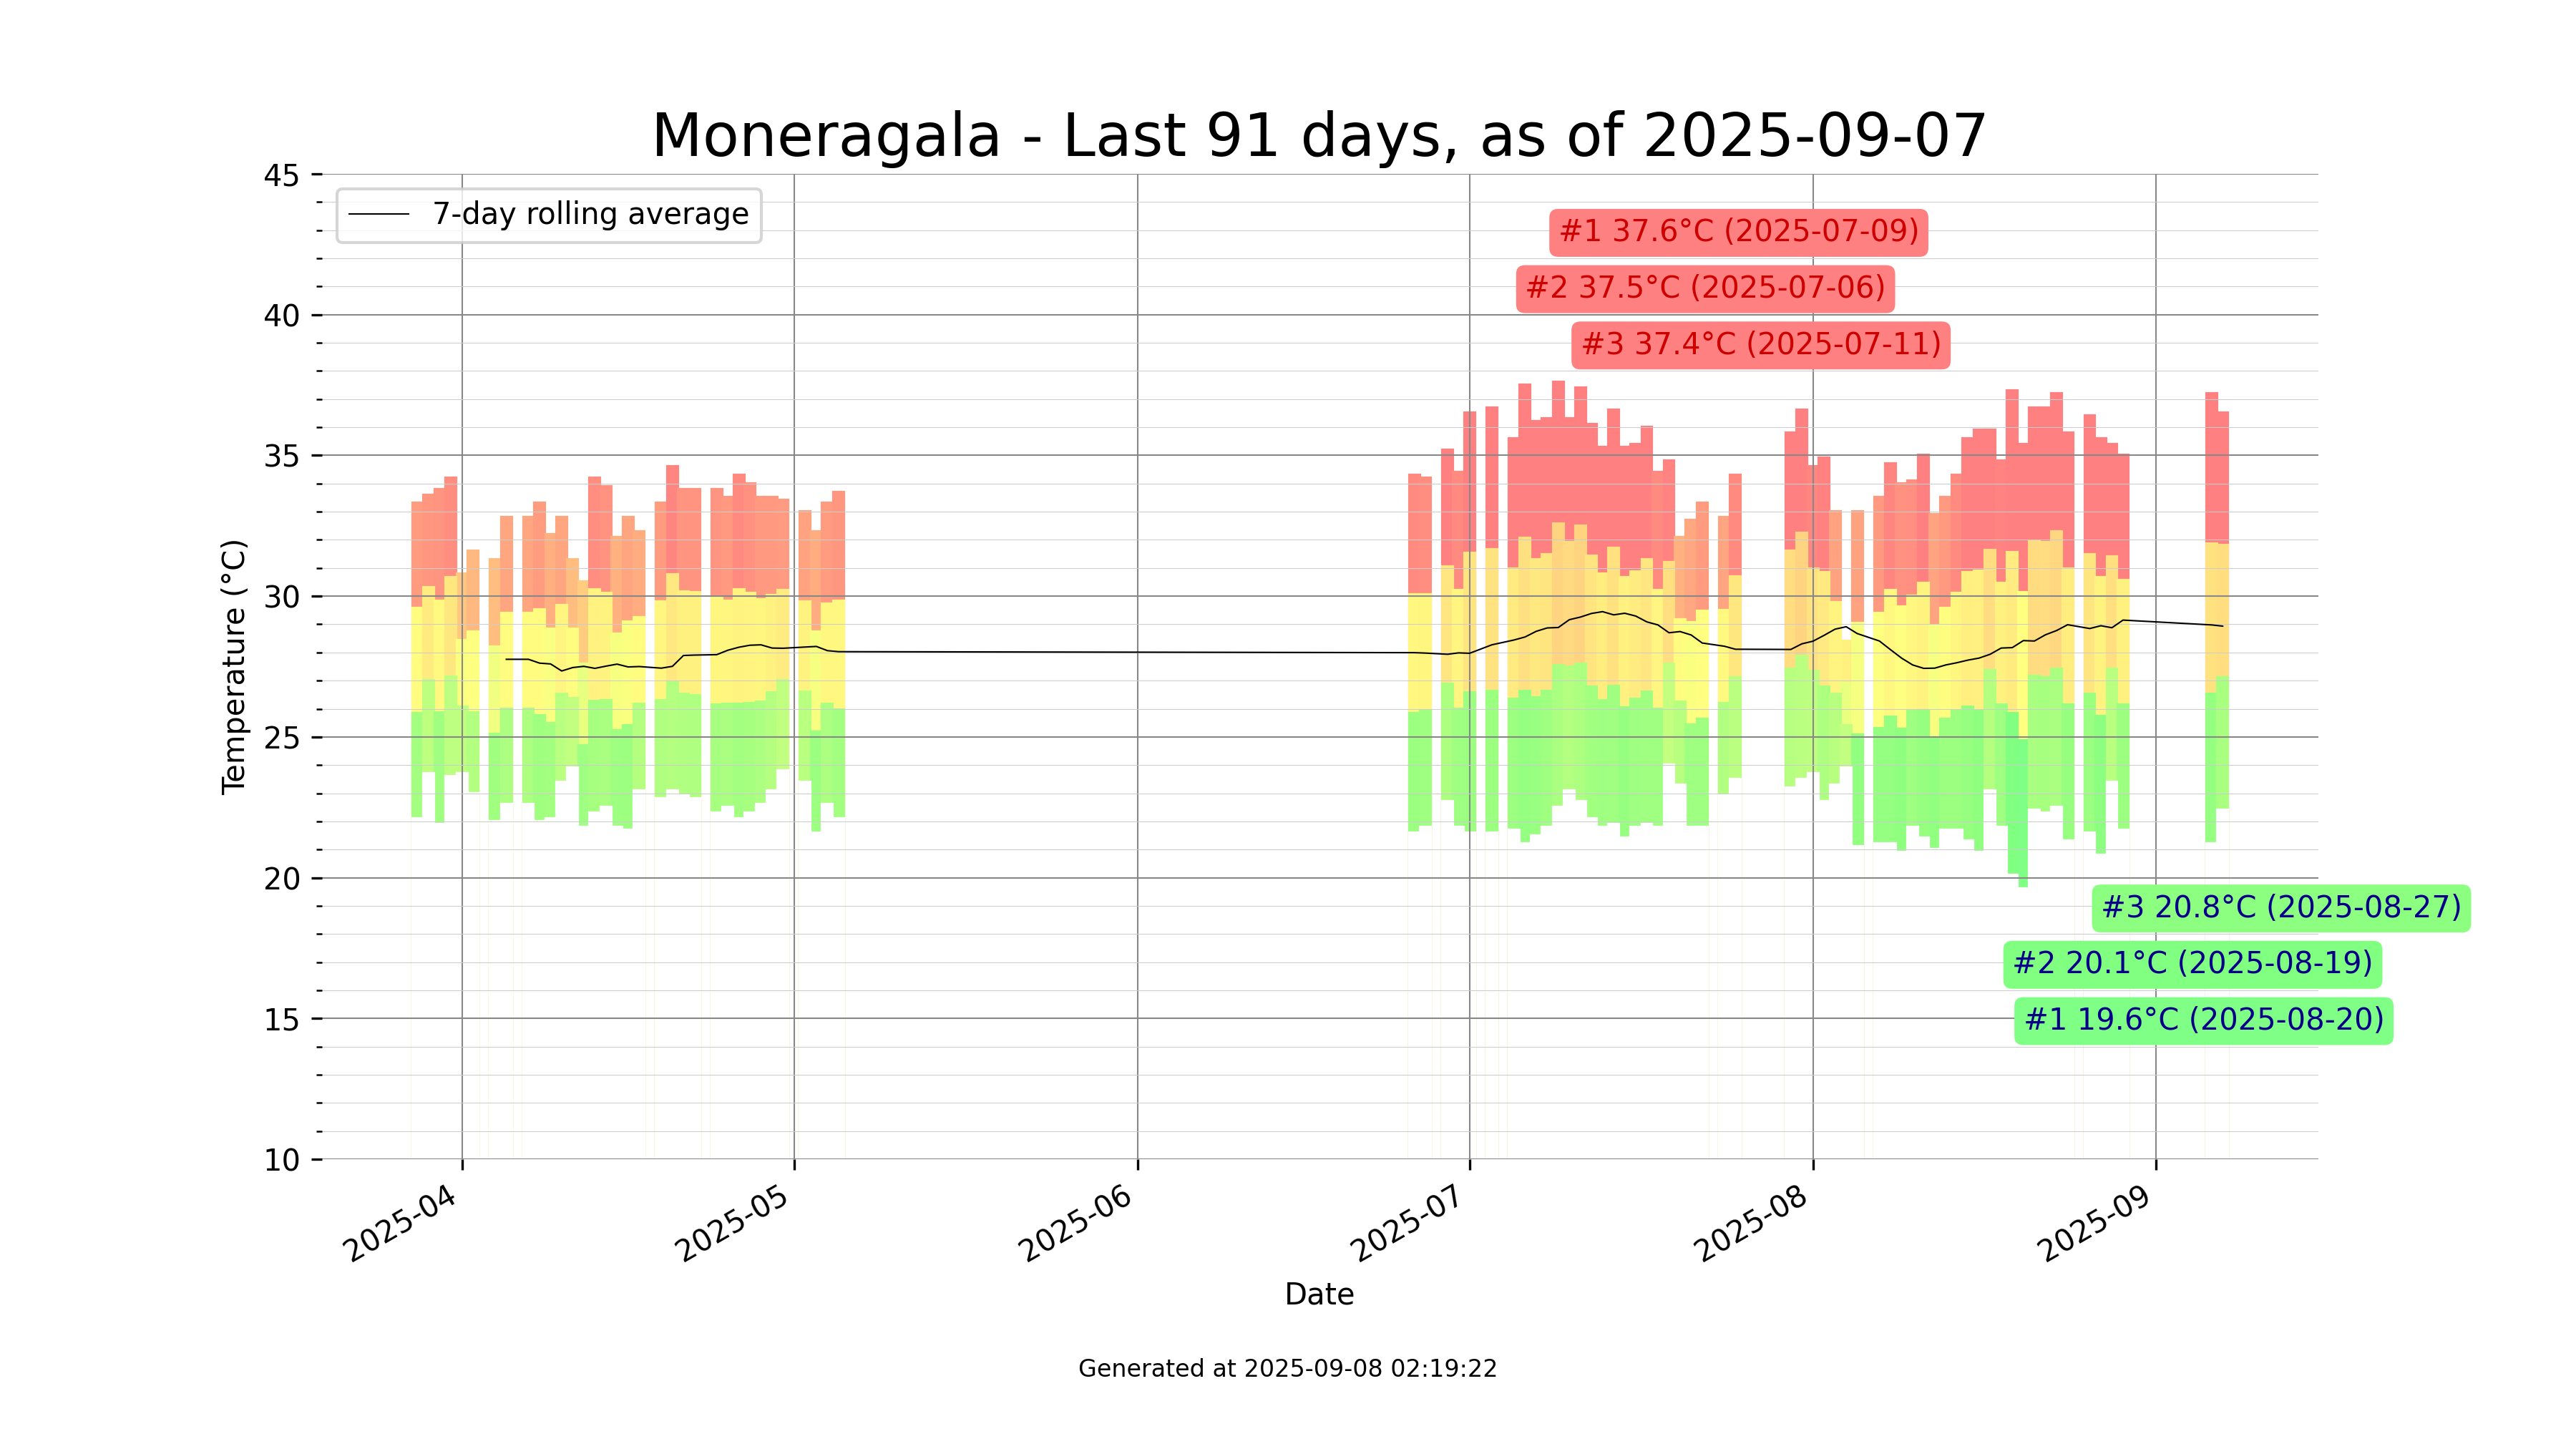 Moneragala - Last 91 days, as of 2025-09-07
45
7-day rolling average
#1 37.6°C (2025-07-09)
#2 37.5°C (2025-07-06)
40
#3 37.4°C (2025-07-11)
35
30
Temperature (°C)
25
20
#3 20.8°C (2025-08-27)
#2 20.1°C (2025-08-19)
15
#1 19.6°C (2025-08-20)
10
2025-04
2025-05
2025-06
2025-07
2025-08
2025-09
Date
Generated at 2025-09-08 02:19:22